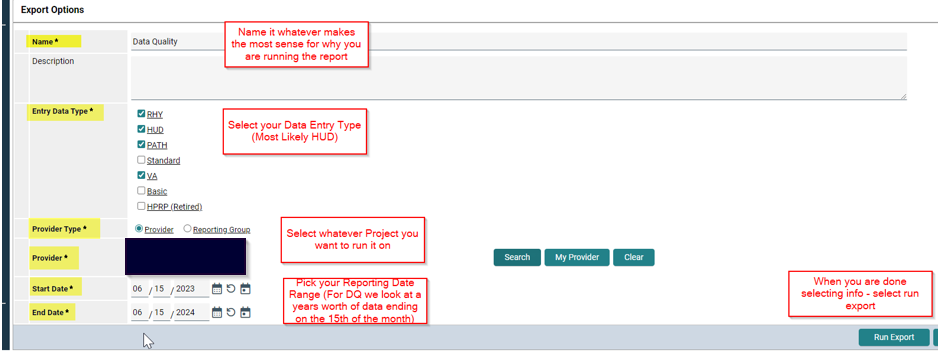 Export Options
Name*
Data Quality
Name it whatever makes
the most sense for why you
are running the report
Description
Entry Data Type*
RHY
HUD
PATH
Standard
VA
Basic
HPRP (Retired)
Select your Data Entry Type
(Most Likely HUD)
Provider Type*
Provider
Reporting Group
Select whatever Project you
want to run it on
Provider*
Search
My Provider
Clear
Start Date*
06 / 15 / 2023
Pick your Reporting Date
Range (For DQ we look at a
years worth of data ending
on the 15th of the month)
End Date*
06 / 15 / 2024
When you are done
selecting info - select run
export
Run Export